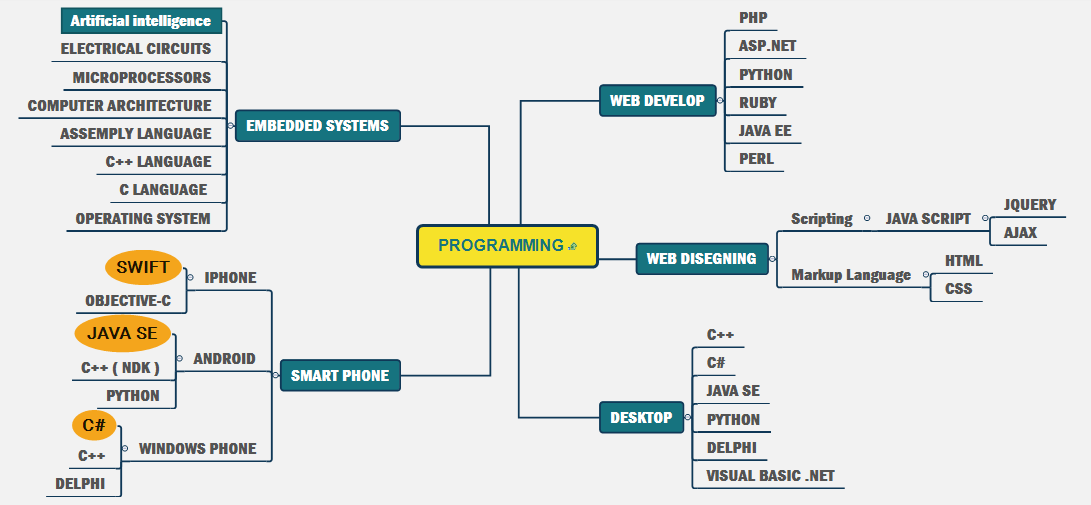 PROGRAMMING
Artificial intelligence
ELECTRICAL CIRCUITS
MICROPROCESSORS
COMPUTER ARCHITECTURE
ASSEMPLY LANGUAGE
C++ LANGUAGE
C LANGUAGE
OPERATING SYSTEM
EMBEDDED SYSTEMS
SWIFT
OBJECTIVE-C
IPHONE
JAVA SE
C++ ( NDK )
PYTHON
ANDROID
C#
C++
DELPHI
WINDOWS PHONE
SMART PHONE
WEB DEVELOP
PHP
ASP.NET
PYTHON
RUBY
JAVA EE
PERL
WEB DISEGNING
Scripting
JAVA SCRIPT
JQUERY
AJAX
Markup Language
HTML
CSS
DESKTOP
C++
C#
JAVA SE
PYTHON
DELPHI
VISUAL BASIC .NET